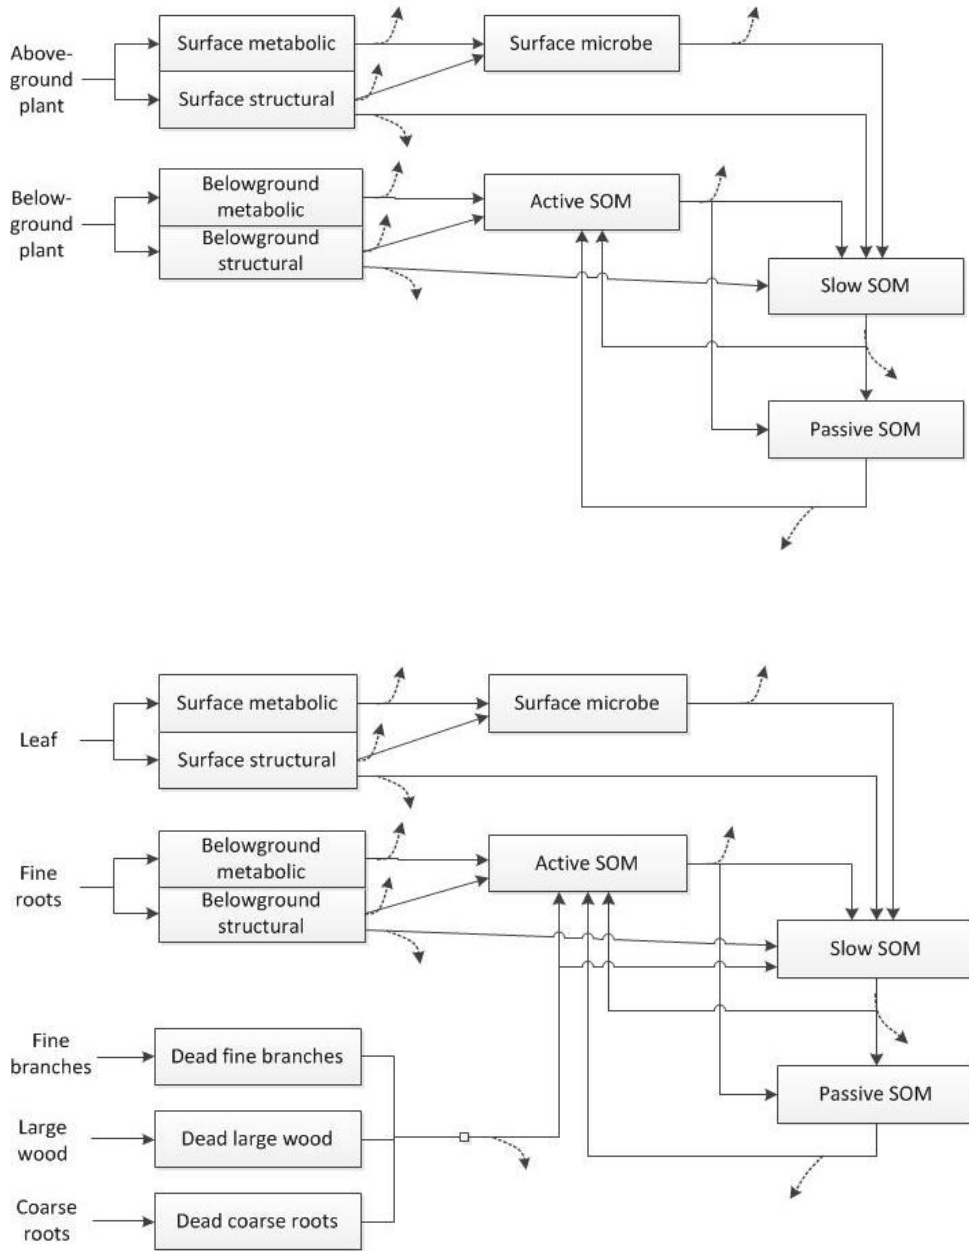 Above-
ground
plant
Surface metabolic
Surface structural
Surface microbe
Below-
ground
plant
Belowground
metabolic
Belowground
structural
Active SOM
Slow SOM
Passive SOM
Leaf
Surface metabolic
Surface structural
Surface microbe
Fine
roots
Belowground
metabolic
Belowground
structural
Active SOM
Slow SOM
Fine
branches
Dead fine branches
Passive SOM
Large
wood
Dead large wood
Coarse
roots
Dead coarse roots